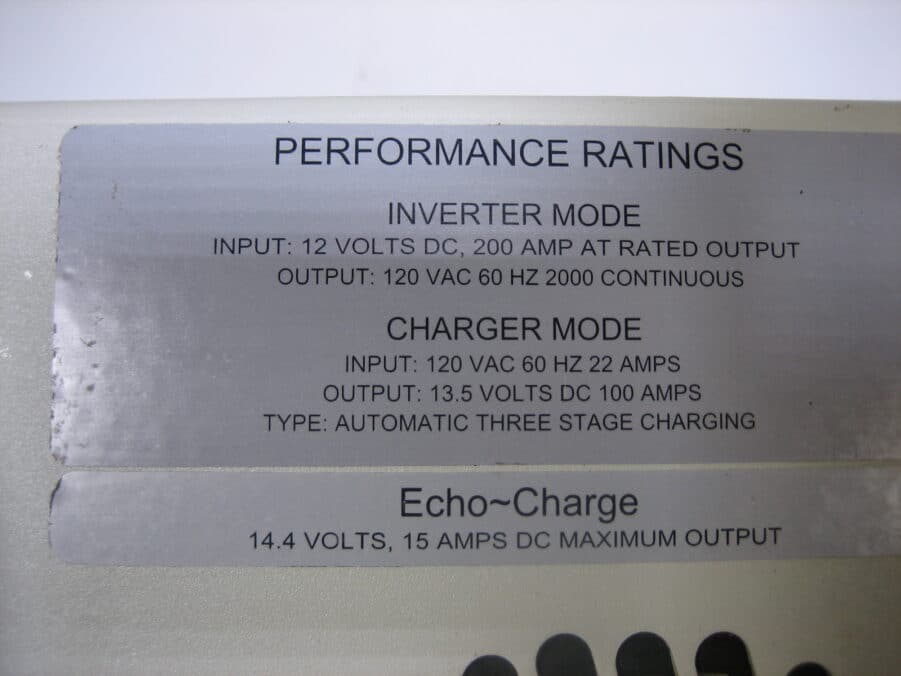 PERFORMANCE RATINGS
INVERTER MODE
INPUT: 12 VOLTS DC, 200 AMP AT RATED OUTPUT
OUTPUT: 120 VAC 60 HZ 2000 CONTINUOUS
CHARGER MODE
INPUT: 120 VAC 60 HZ 22 AMPS
OUTPUT: 13.5 VOLTS DC 100 AMPS
TYPE: AUTOMATIC THREE STAGE CHARGING
Echo~Charge
14.4 VOLTS, 15 AMPS DC MAXIMUM OUTPUT